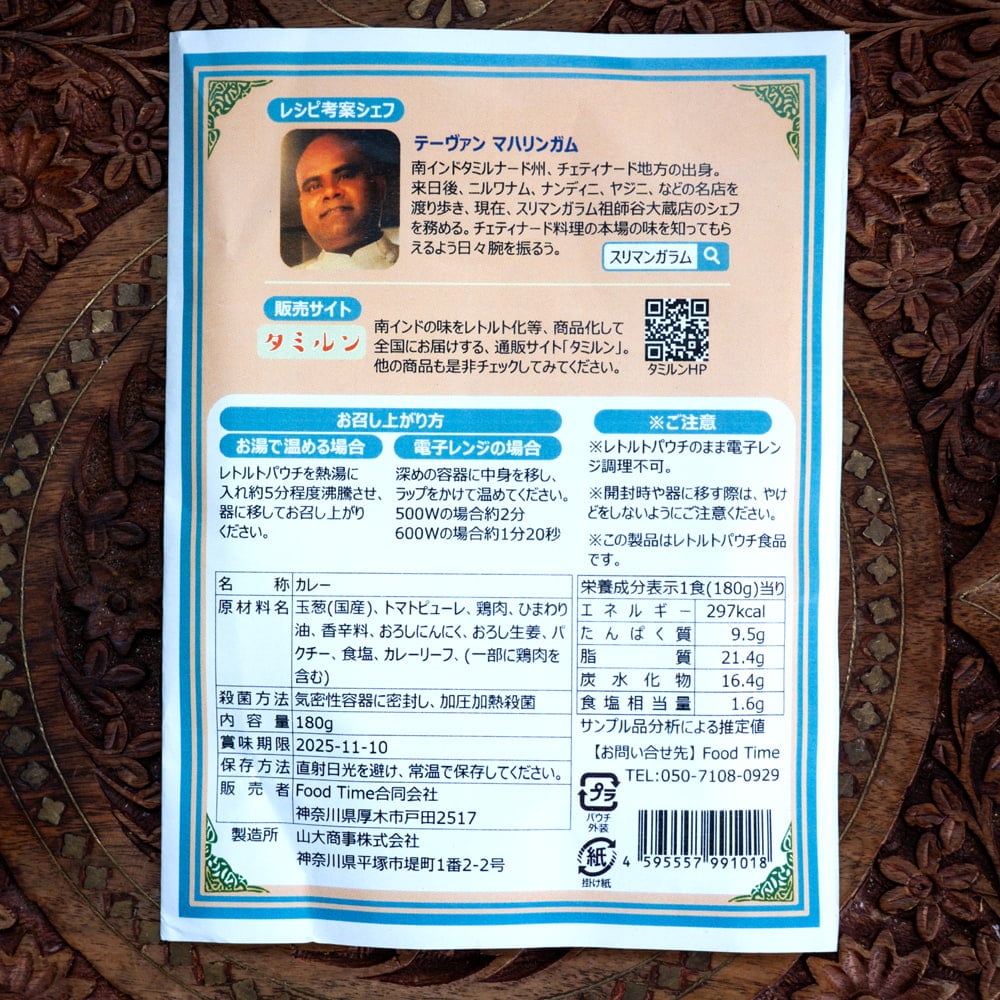 レシピ考案シェフ
テーヴァン マハリンガム
南インドタミルナード州、チェティナード地方の出身。
来日後、ニルワナム、ナンディニ、ヤジニ、などの名店を
渡り歩き、現在、スリマンガラム祖師谷大蔵店のシェフ
を務める。チェティナード料理の本場の味を知ってもら
えるよう日々腕を振るう。
スリマンガラム
販売サイト
タミルン
南インドの味をレトルト化等、商品化して
全国にお届けする、通販サイト「タミルン」。
他の商品も是非チェックしてみてください。
タミルンHP
お召し上がり方
お湯で温める場合
レトルトパウチを熱湯に
入れ約5分程度沸騰させ、
器に移してお召し上がり
ください。
電子レンジの場合
深めの容器に中身を移し、
ラップをかけて温めてください。
500Wの場合約2分
600Wの場合約1分20秒
※ご注意
※レトルトパウチのまま電子レン
ジ調理不可。
※開封時や器に移す際は、やけ
どをしないようにご注意ください。
※この製品はレトルトパウチ食品
です。
名称 カレー
原材料名 玉葱(国産)、トマトピューレ、鶏肉、ひまわり
油、香辛料、おろしにんにく、おろし生姜、パ
クチー、食塩、カレーリーフ、(一部に鶏肉を
含む)
殺菌方法 気密性容器に密封し、加圧加熱殺菌
内容量 180g
賞味期限 2025-11-10
保存方法 直射日光を避け、常温で保存してください。
販売者 Food Time合同会社
神奈川県厚木市戸田2517
製造所 山大商事株式会社
神奈川県平塚市堤町1番2-2号
栄養成分表示1食(180g)当り
エネルギー 297kcal
たんぱく質 9.5g
脂質 21.4g
炭水化物 16.4g
食塩相当量 1.6g
サンプル品分析による推定値
【お問い合せ先】Food Time
TEL:050-7108-0929
プラ
パウチ
外装
紙
掛け紙
4 595557 991018